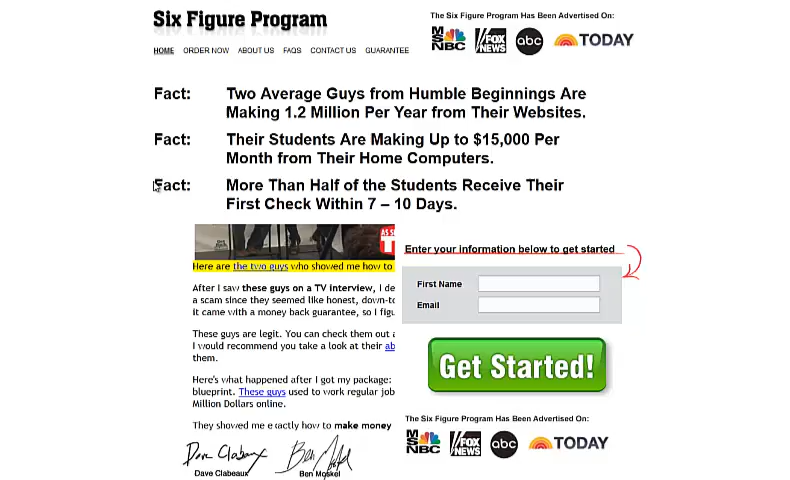 Six Figure Program
The Six Figure Program Has Been Advertised On:
MSNBC FOX NEWS abc TODAY
HOME ORDER NOW ABOUT US FAQS CONTACT US GUARANTEE
Fact: Two Average Guys from Humble Beginnings Are
Making 1.2 Million Per Year from Their Websites.
Fact: Their Students Are Making Up to $15,000 Per
Month from Their Home Computers.
Fact: More Than Half of the Students Receive Their
First Check Within 7 – 10 Days.
Here are the two guys who showed me how to
After I saw these guys on a TV interview, I de
a scam since they seemed like honest, down-t
it came with a money back guarantee, so I figu
These guys are legit. You can check them out a
I would recommend you take a look at their ab
them.
Here's what happened after I got my package:
blueprint. These guys used to work regular job
Million Dollars online.
They showed me exactly how to make money
Dave Clabeaux Ben Moskel
Dave Clabeaux Ben Moskel
Enter your information below to get started
First Name
Email
Get Started!
The Six Figure Program Has Been Advertised On:
MSNBC FOX NEWS abc TODAY